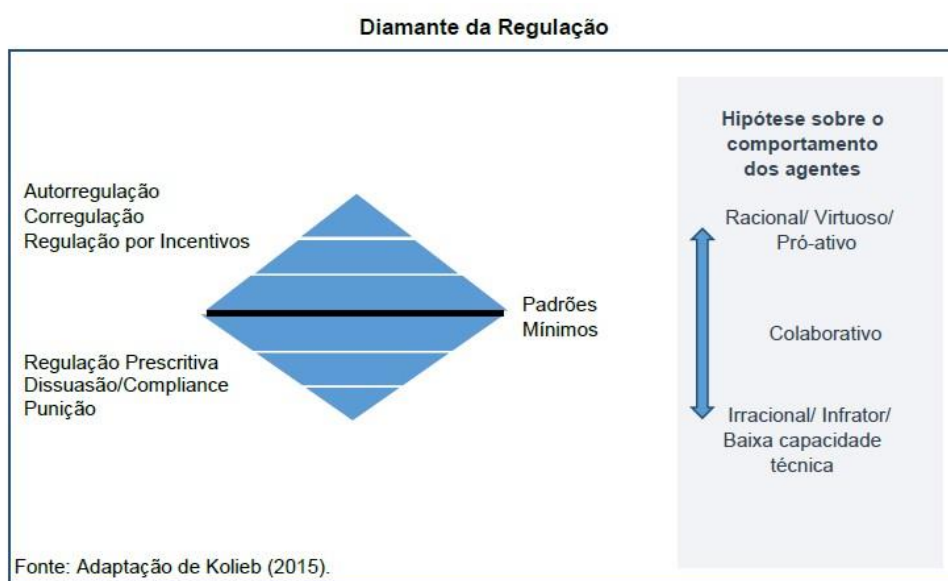 Diamante da Regulação
Autorregulação
Corregulação
Regulação por Incentivos
Padrões
Mínimos
Regulação Prescritiva
Dissuasão/Compliance
Punição
Hipótese sobre o
comportamento
dos agentes
Racional/ Virtuoso/
Pró-ativo
Colaborativo
Irracional/ Infrator/
Baixa capacidade
técnica
Fonte: Adaptação de Kolieb (2015).